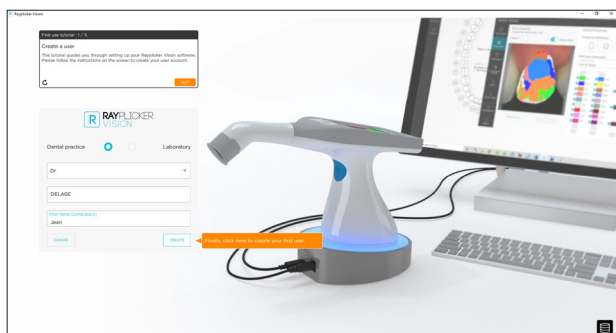 Rayplicker Vision
First use tutorial: 1 / 3
Create a user
This tutorial guides you through setting up your Rayplicker Vision software.
Please follow the instructions on the screen to create your user account.
QUIT
R RAYPLICKER
VISION
Dental practice
Laboratory
Dr
DELAGE
First Name (compulsory)
Jean
CANCEL
CREATE
Finally, click here to create your first user.